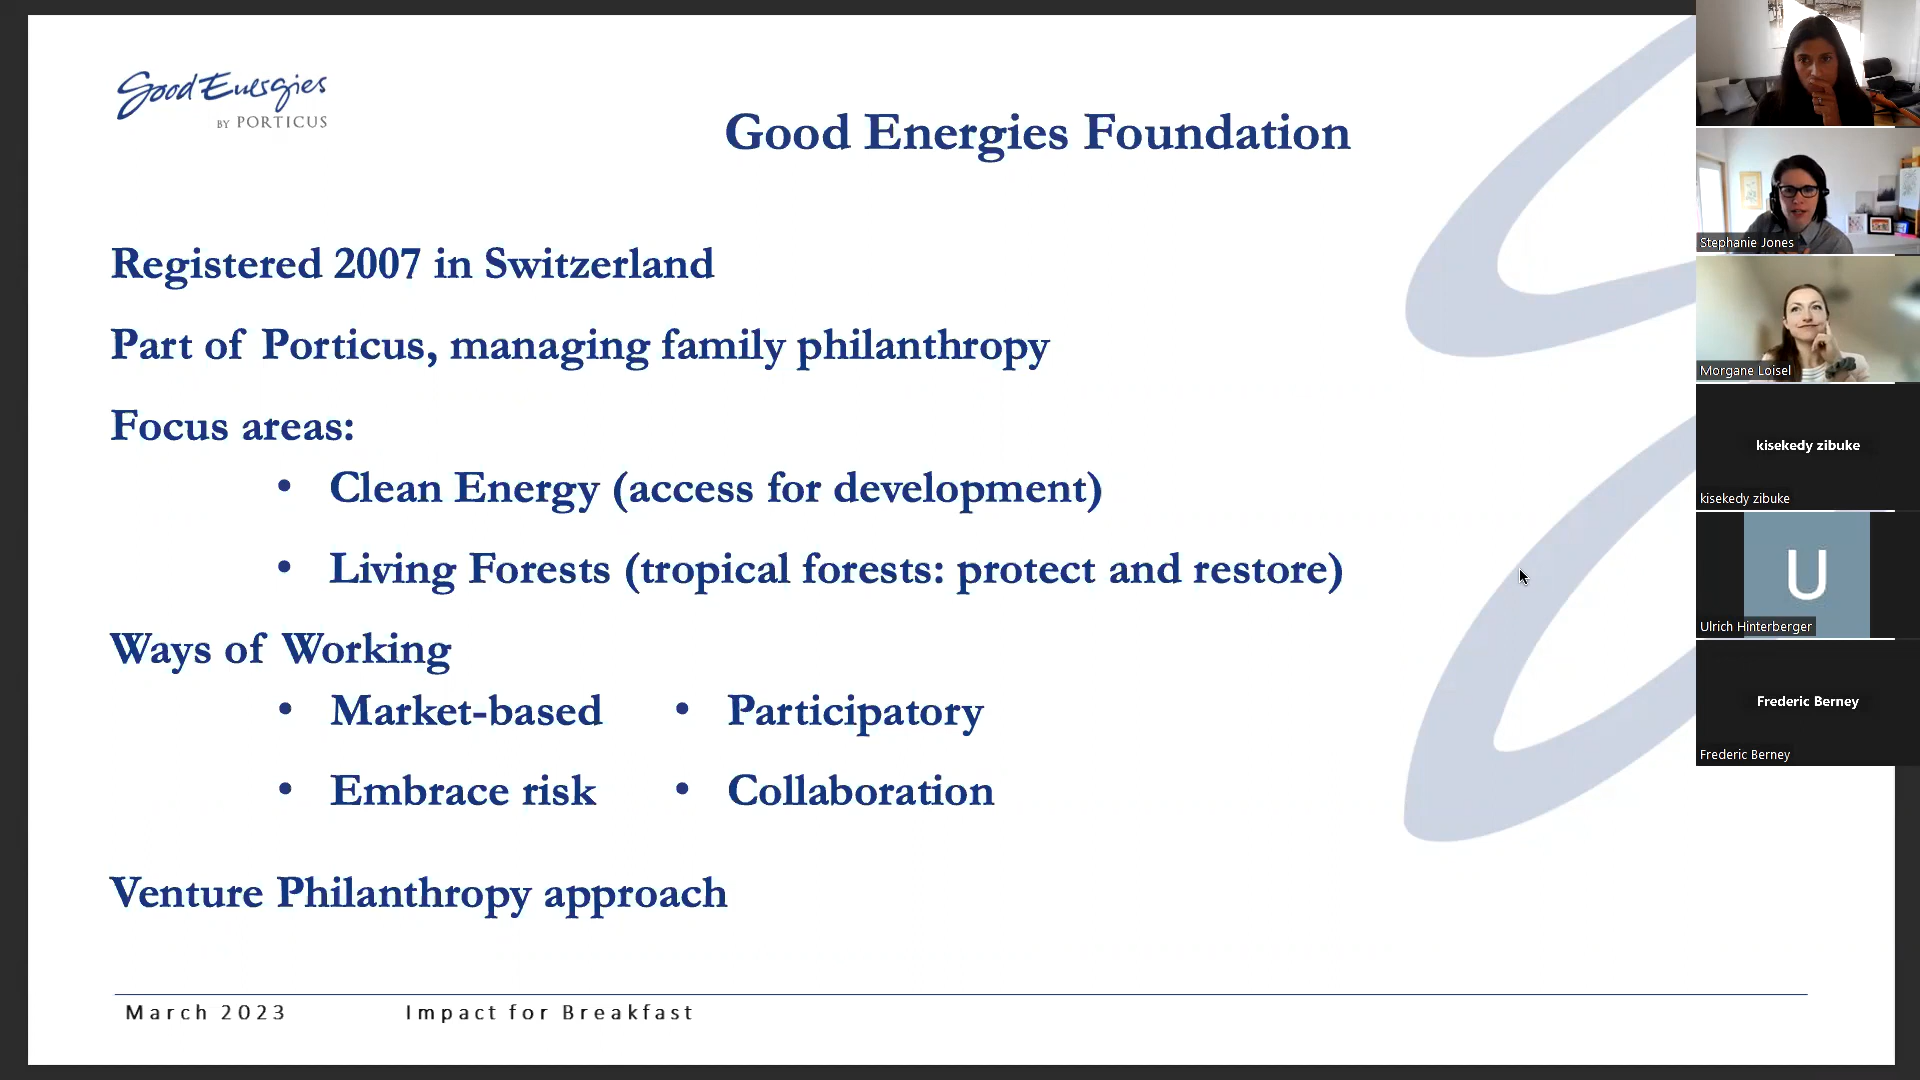 Good Energies
BY PORTICUS
Good Energies Foundation
Registered 2007 in Switzerland
Part of Porticus, managing family philanthropy
Focus areas:
• Clean Energy (access for development)
• Living Forests (tropical forests: protect and restore)
Ways of Working
• Market-based • Participatory
• Embrace risk • Collaboration
Venture Philanthropy approach
March 2023 Impact for Breakfast
Stephanie Jones
Morgane Loisel
kisekedy zibuke
kisekedy zibuke
U
Ulrich Hinterberger
Frederic Berney
Frederic Berney